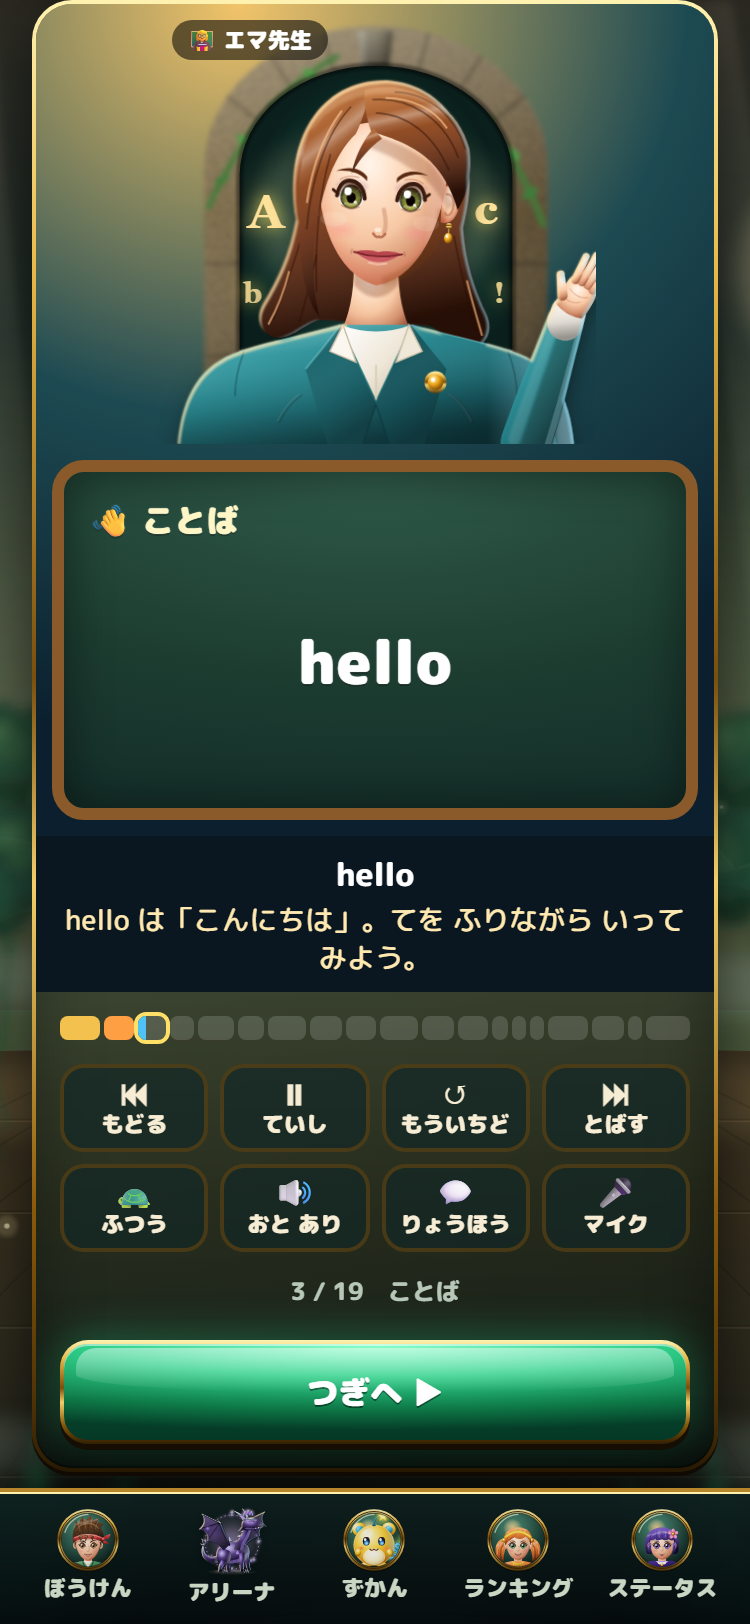 エマ先生
A
c
b
!
ことば
hello
hello
hello は「こんにちは」。てを ふりながら いって
みよう。
もどる
ていし
もういちど
とばす
ふつう
おと あり
りょうほう
マイク
3 / 19 ことば
つぎへ ▶
ぼうけん
アリーナ
ずかん
ランキング
ステータス